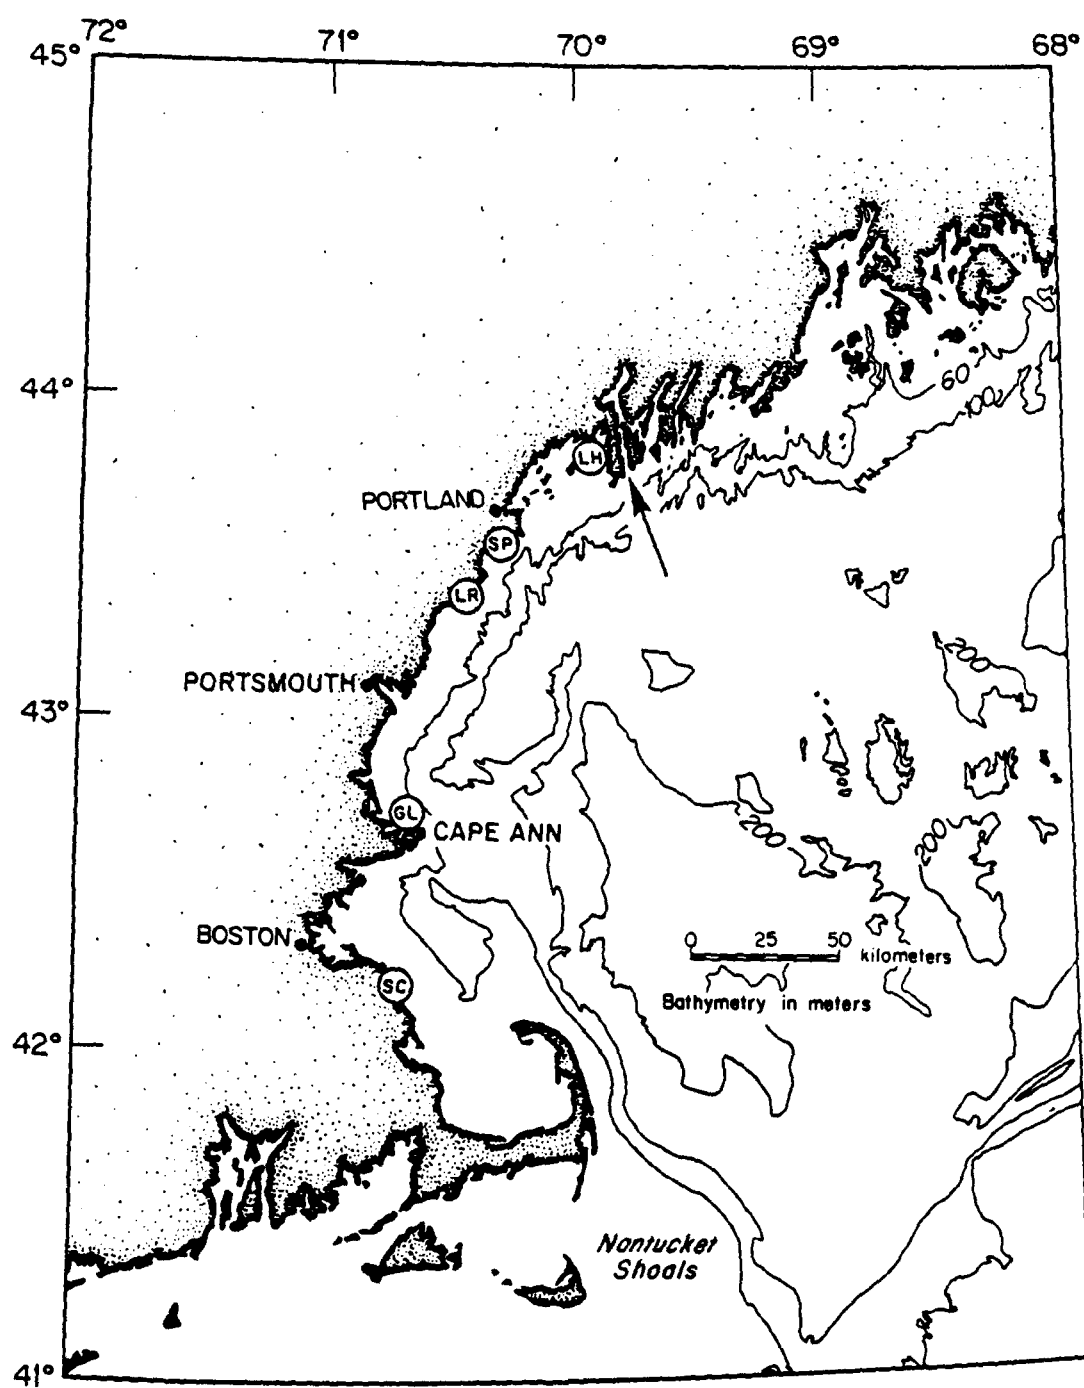 72° 71° 70° 69° 68°
45°
44°
60
100
LH
PORTLAND
SP
LR
200
PORTSMOUTH
43°
GL
CAPE ANN
200
200
BOSTON
0 25 50 kilometers
SC
Bathymetry in meters
42°
Nantucket
Shoals
41°